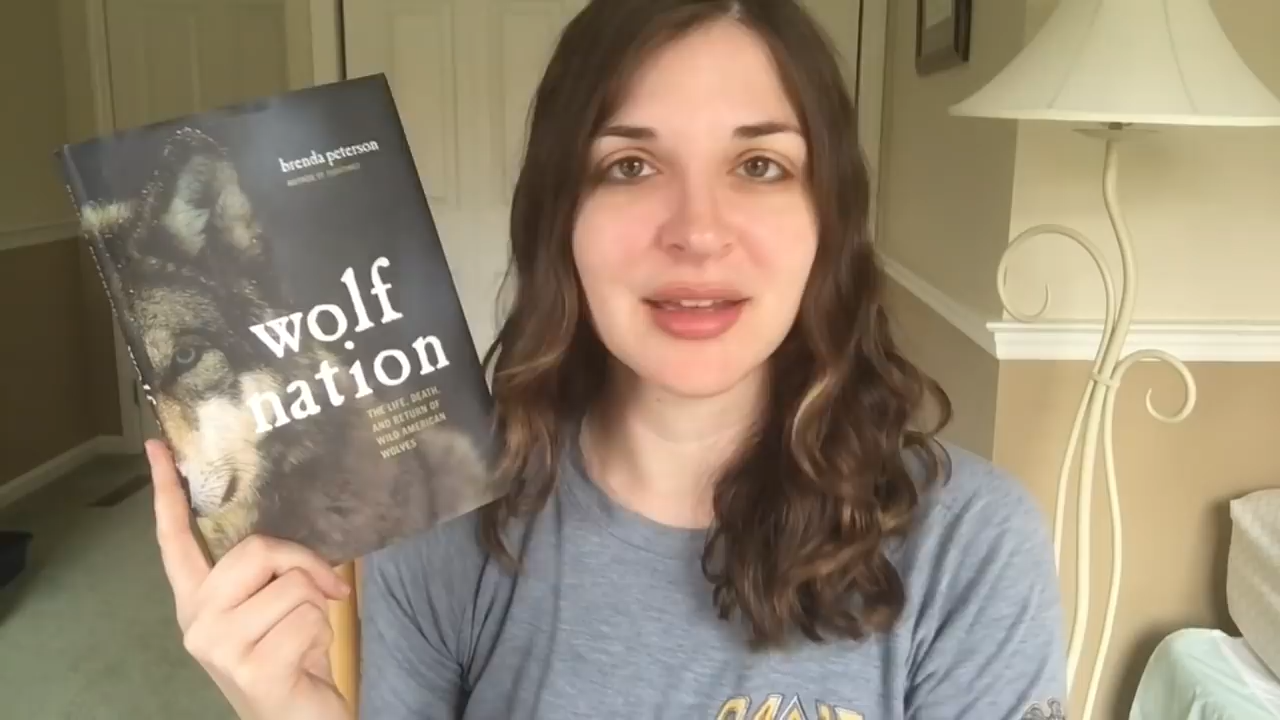 brenda peterson
wolf
nation
THE LIFE, DEATH,
AND RETURN OF
WILD AMERICAN
WOLVES